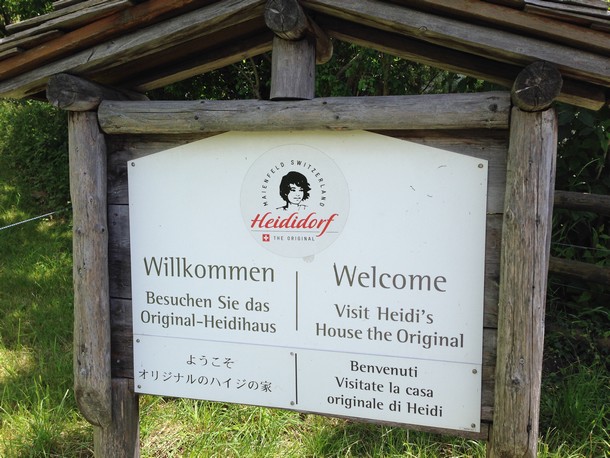 MAIENFELD SWITZERLAND
Heididorf
THE ORIGINAL
Willkommen
Besuchen Sie das
Original-Heidihaus
Welcome
Visit Heidi's
House the Original
ようこそ
オリジナルのハイジの家
Benvenuti
Visitate la casa
originale di Heidi